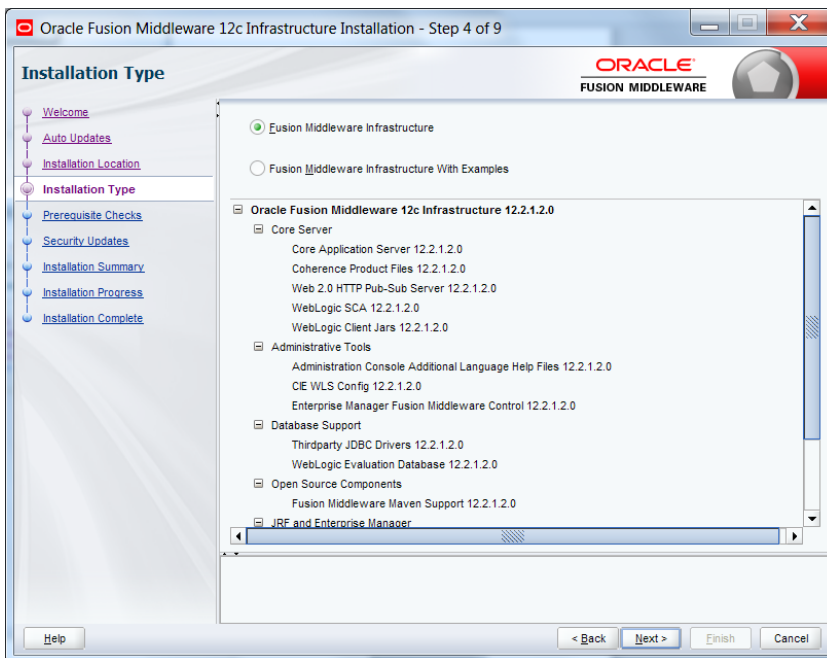 Oracle Fusion Middleware 12c Infrastructure Installation - Step 4 of 9
Installation Type
ORACLE
FUSION MIDDLEWARE
Welcome
Auto Updates
Installation Location
Installation Type
Prerequisite Checks
Security Updates
Installation Summary
Installation Progress
Installation Complete
Fusion Middleware Infrastructure
Fusion Middleware Infrastructure With Examples
Oracle Fusion Middleware 12c Infrastructure 12.2.1.2.0
Core Server
Core Application Server 12.2.1.2.0
Coherence Product Files 12.2.1.2.0
Web 2.0 HTTP Pub-Sub Server 12.2.1.2.0
WebLogic SCA 12.2.1.2.0
WebLogic Client Jars 12.2.1.2.0
Administrative Tools
Administration Console Additional Language Help Files 12.2.1.2.0
CIE WLS Config 12.2.1.2.0
Enterprise Manager Fusion Middleware Control 12.2.1.2.0
Database Support
Thirdparty JDBC Drivers 12.2.1.2.0
WebLogic Evaluation Database 12.2.1.2.0
Open Source Components
Fusion Middleware Maven Support 12.2.1.2.0
JRF and Enterprise Manager
Help
< Back
Next >
Finish
Cancel